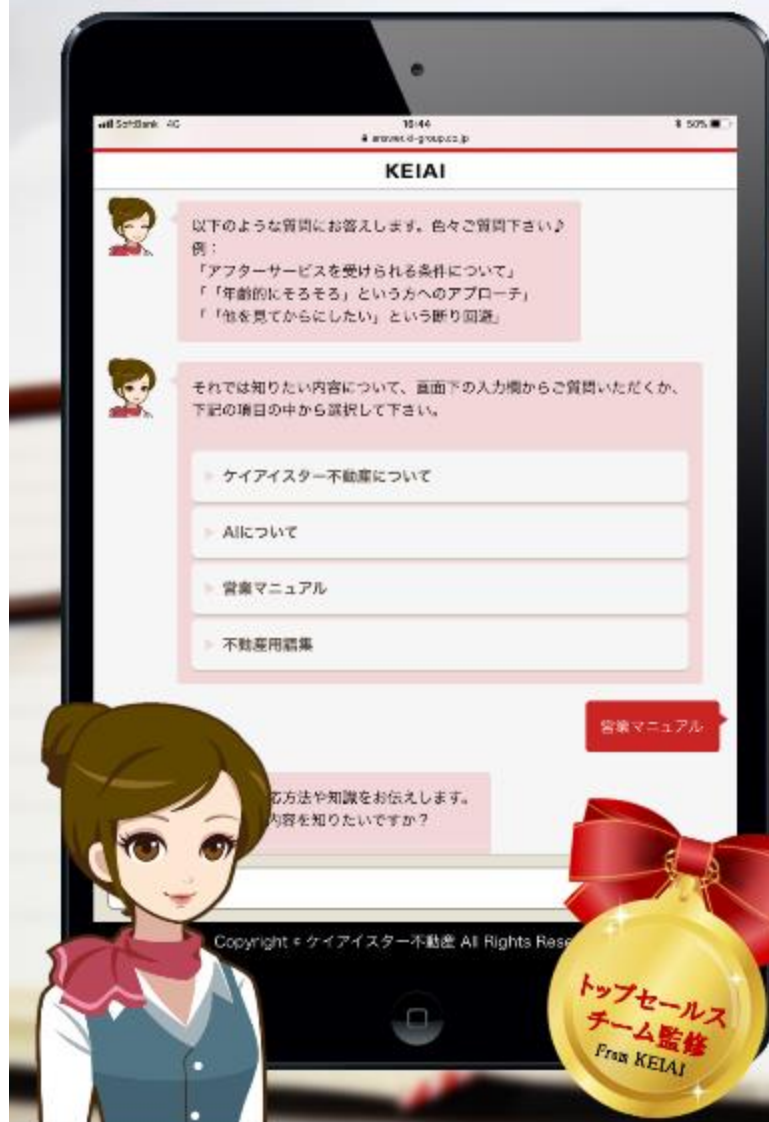 SoftBank 4G 16:44 50%
KEIAI
以下のような質問にお答えします。色々ご質問下さい♪
例：
「アフターサービスを受けられる条件について」
「「年齢的にそろそろ」という方へのアプローチ」
「「他を見てからにしたい」という断り回避」
それでは知りたい内容について、画面下の入力欄からご質問いただくか、
下記の項目の中から選択して下さい。
ケイアイスター不動産について
AIについて
営業マニュアル
不動産用語集
営業マニュアル
方法や知識をお伝えします。
内容を知りたいですか？
Copyright © ケイアイスター不動産 All Rights Rese
トップセールス
チーム監修
From KEIAI